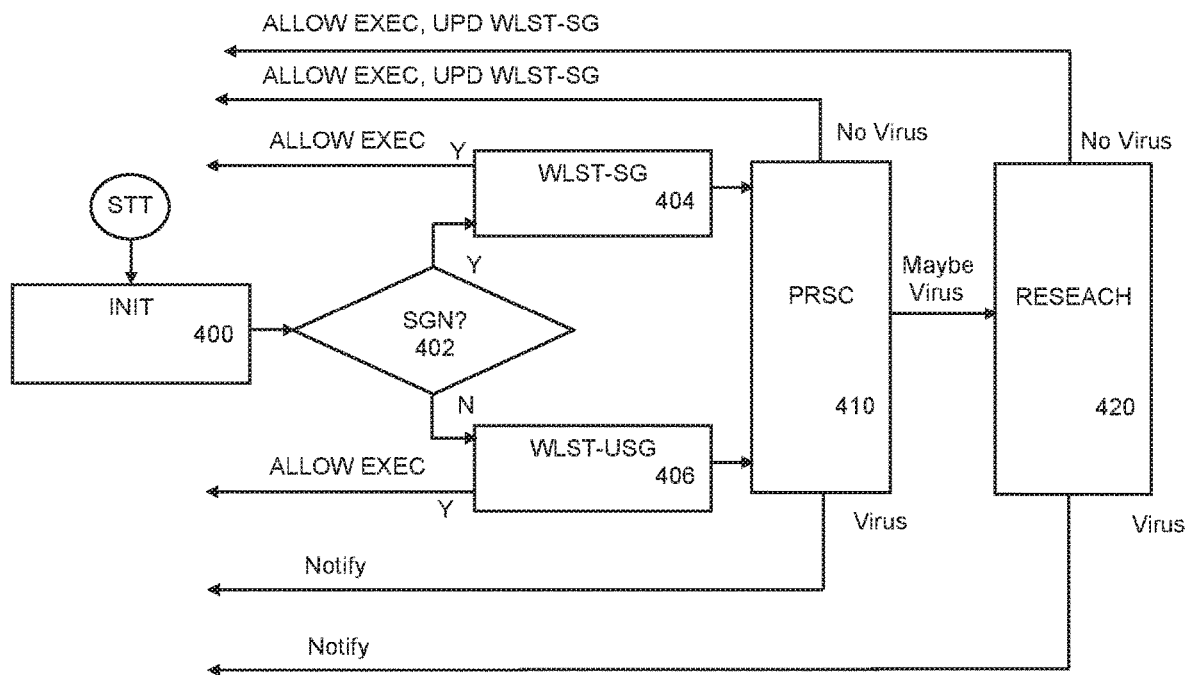 ALLOW EXEC, UPD WLST-SG
ALLOW EXEC, UPD WLST-SG
No Virus
No Virus
ALLOW EXEC
Y
WLST-SG
404
STT
Y
INIT
400
SGN?
402
PRSC
410
Maybe
Virus
RESEACH
420
N
WLST-USG
406
ALLOW EXEC
Y
Virus
Virus
Notify
Notify